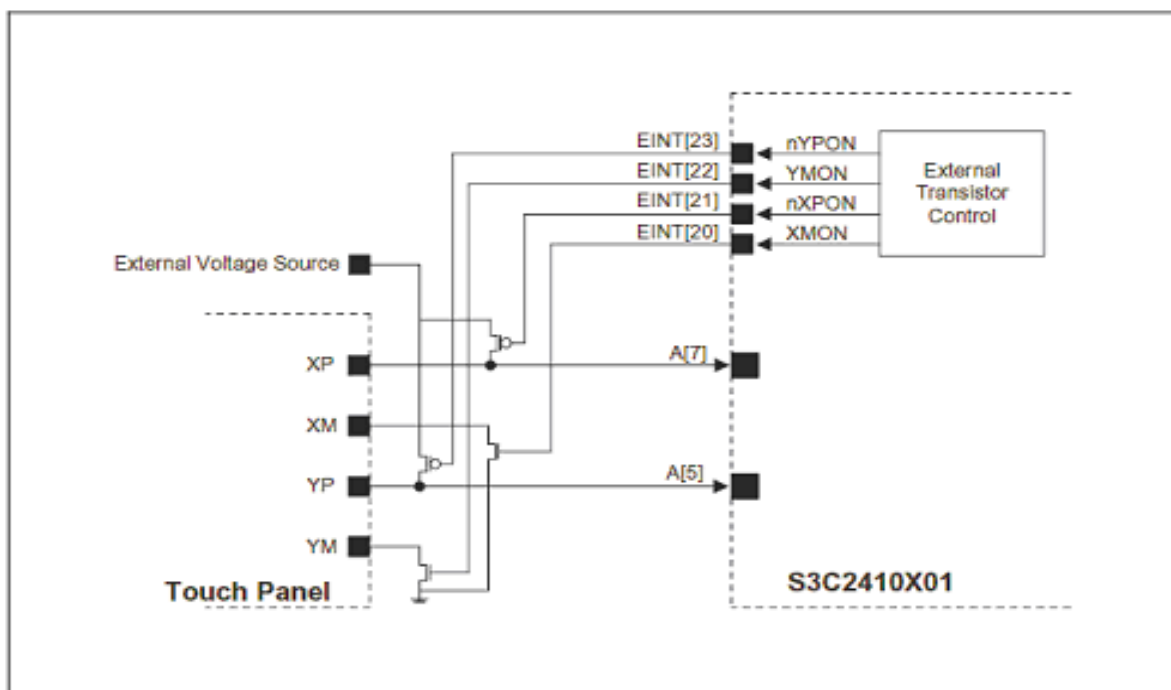 EINT[23]
nYPON
EINT[22]
YMON
EINT[21]
nXPON
EINT[20]
XMON
External
Transistor
Control
External Voltage Source
XP
A[7]
XM
YP
A[5]
YM
Touch Panel
S3C2410X01